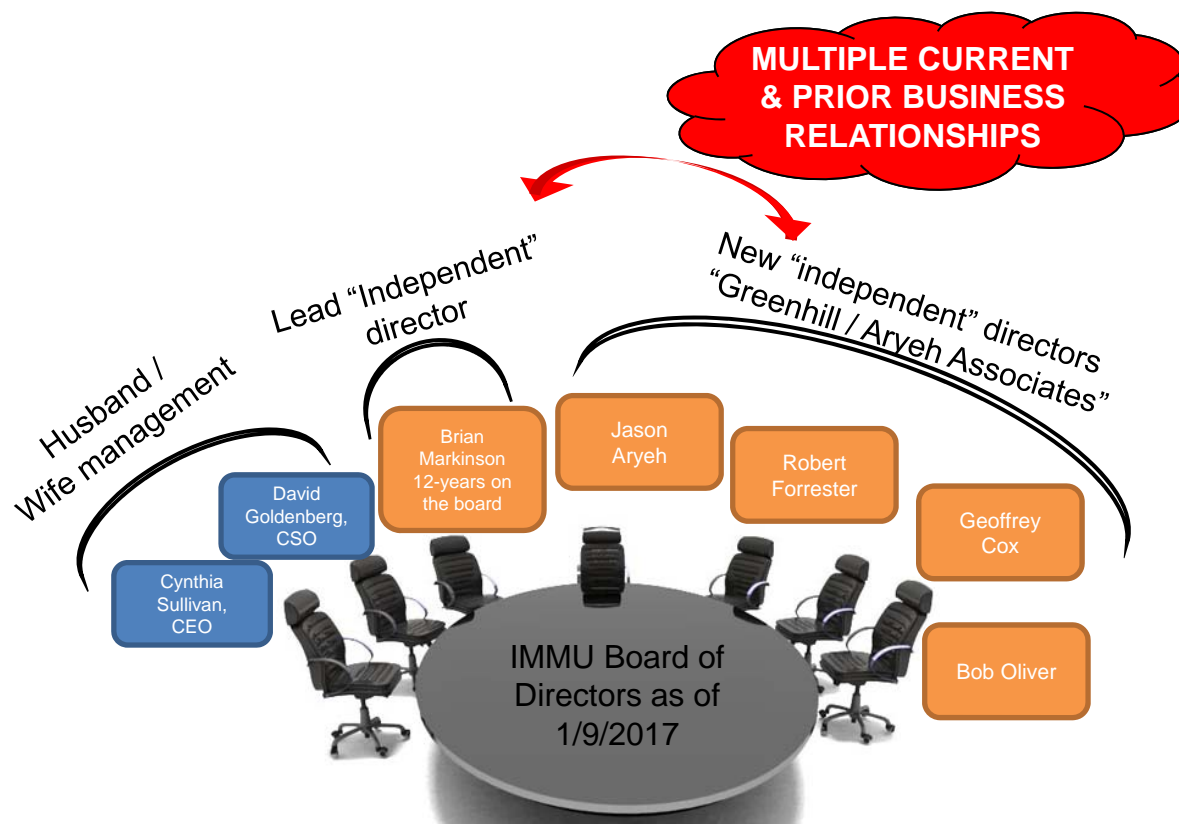 MULTIPLE CURRENT
& PRIOR BUSINESS
RELATIONSHIPS
Husband /
Wife management
Lead “Independent”
director
New “independent” directors
“Greenhill / Aryeh Associates”
Cynthia
Sullivan,
CEO
David
Goldenberg,
CSO
Brian
Markinson
12-years on
the board
Jason
Aryeh
Robert
Forrester
Geoffrey
Cox
Bob Oliver
IMMU Board of
Directors as of
1/9/2017